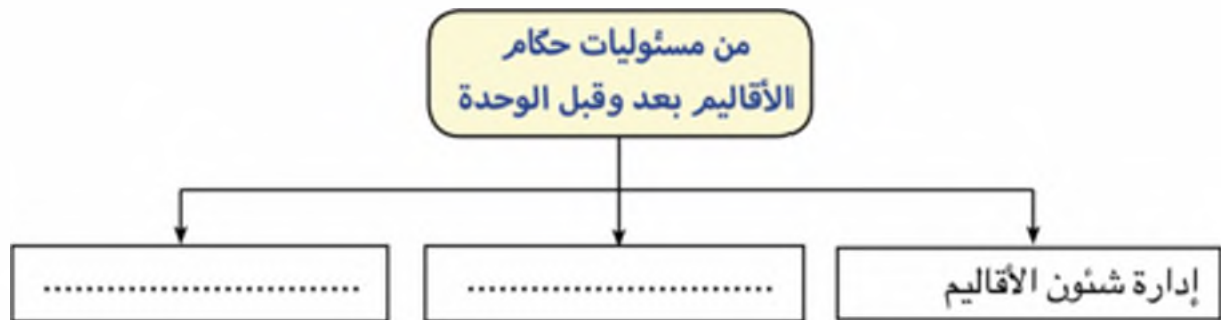 من مسئوليات حكام
الأقاليم بعد وقبل الوحدة
إدارة شئون الأقاليم
..............................
..............................